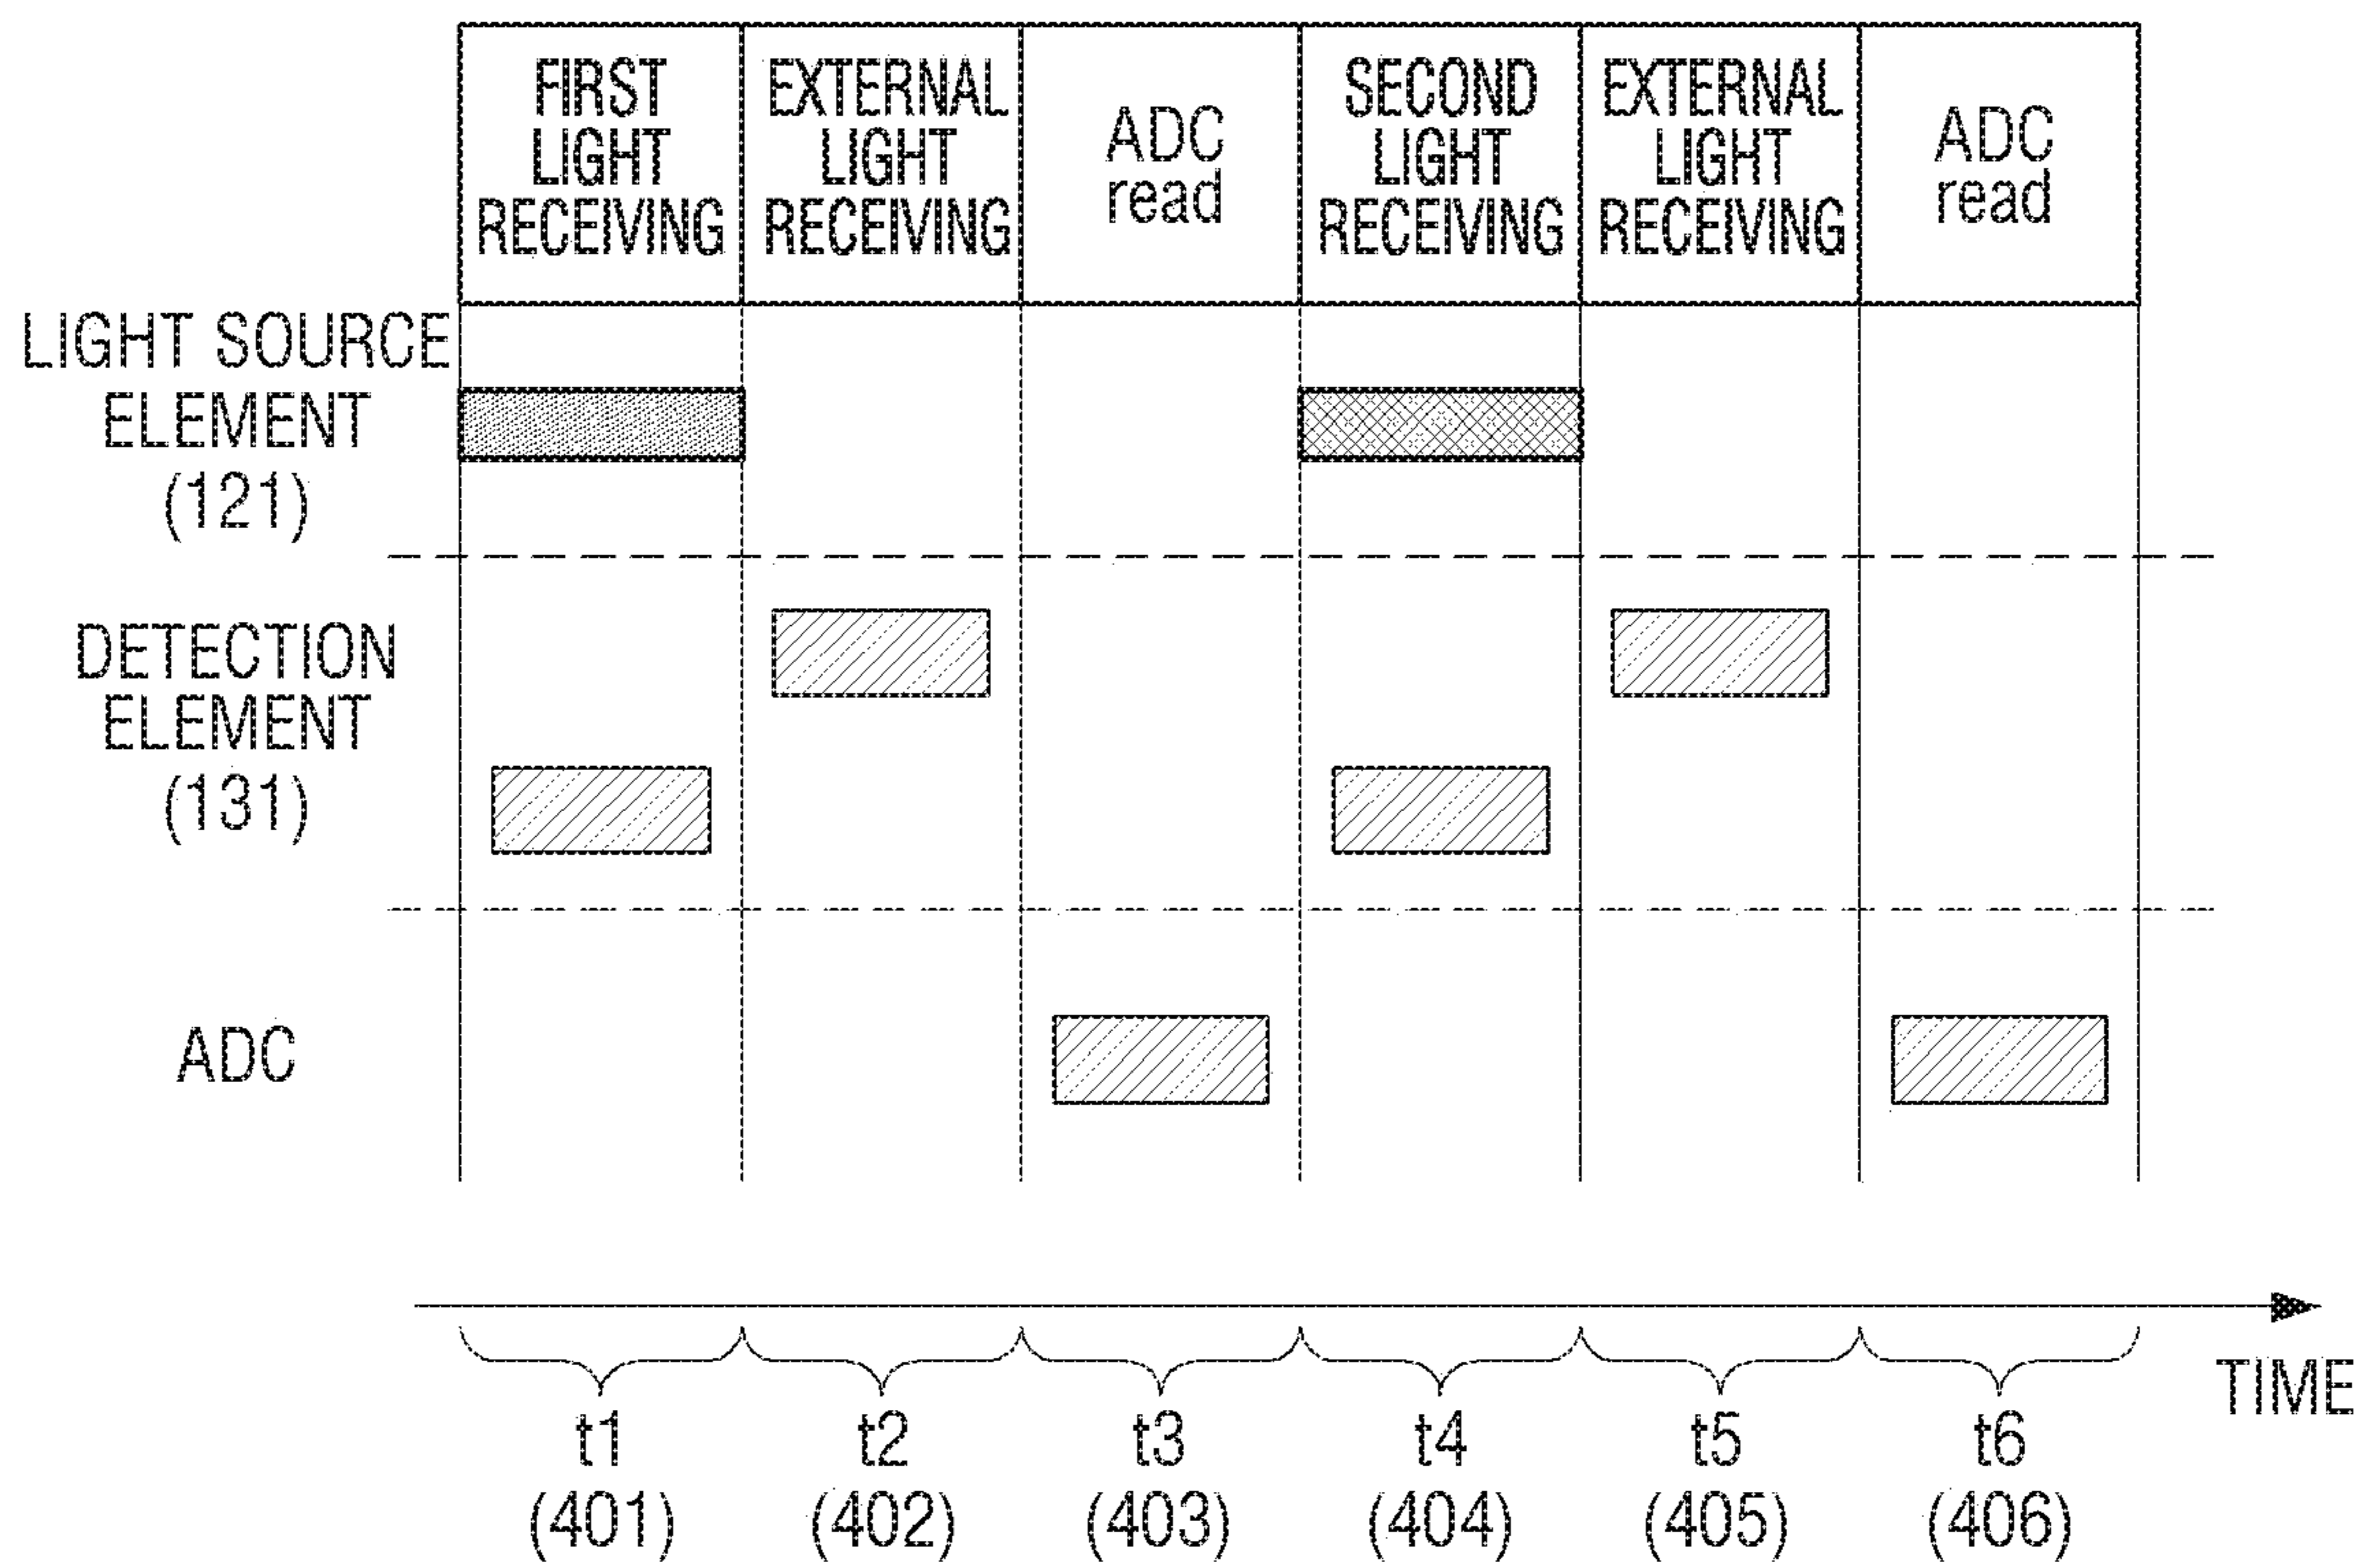 FIRST
LIGHT
RECEIVING
EXTERNAL
LIGHT
RECEIVING
ADC
read
SECOND
LIGHT
RECEIVING
EXTERNAL
LIGHT
RECEIVING
ADC
read
LIGHT SOURCE
ELEMENT
(121)
DETECTION
ELEMENT
(131)
ADC
TIME
t1
(401)
t2
(402)
t3
(403)
t4
(404)
t5
(405)
t6
(406)